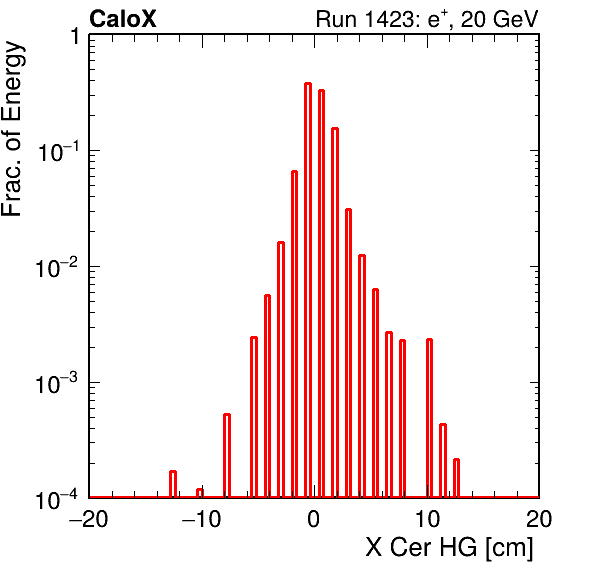 CaloX Run 1423: e⁺, 20 GeV
Frac. of Energy
1
10⁻¹
10⁻²
10⁻³
10⁻⁴
−20 −10 0 10 20
X Cer HG [cm]